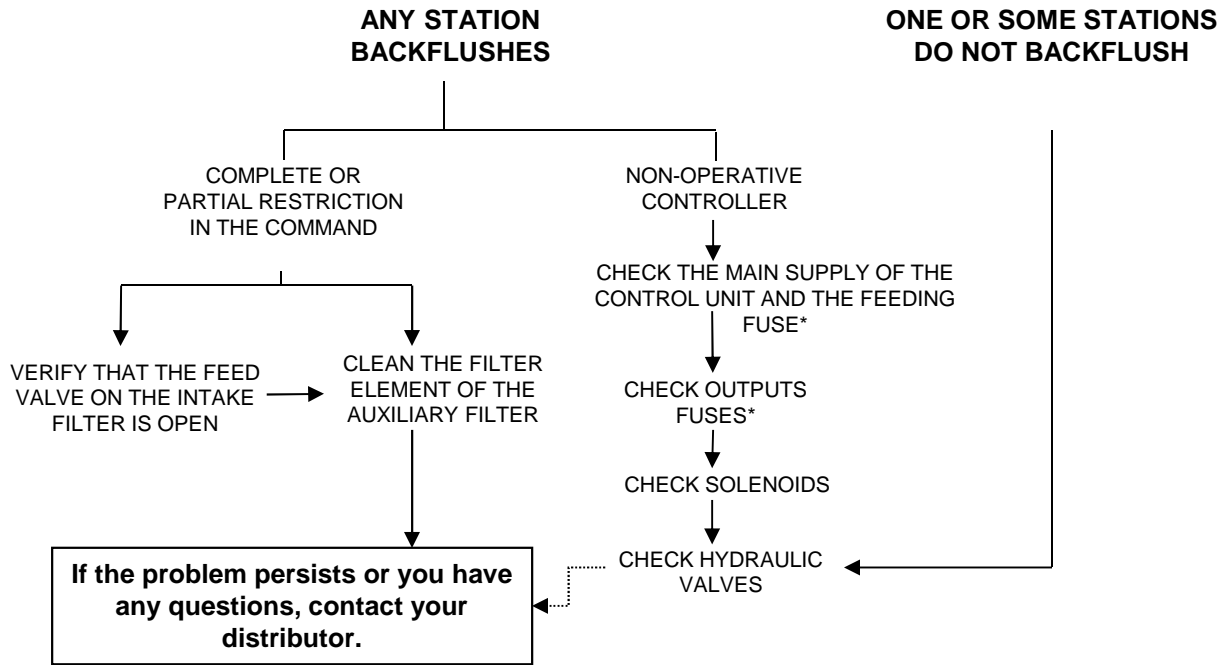 ANY STATION
BACKFLUSHES
ONE OR SOME STATIONS
DO NOT BACKFLUSH
COMPLETE OR
PARTIAL RESTRICTION
IN THE COMMAND
NON-OPERATIVE
CONTROLLER
CHECK THE MAIN SUPPLY OF THE
CONTROL UNIT AND THE FEEDING
FUSE*
VERIFY THAT THE FEED
VALVE ON THE INTAKE
FILTER IS OPEN
CLEAN THE FILTER
ELEMENT OF THE
AUXILIARY FILTER
CHECK OUTPUTS
FUSES*
CHECK SOLENOIDS
CHECK HYDRAULIC
VALVES
If the problem persists or you have
any questions, contact your
distributor.